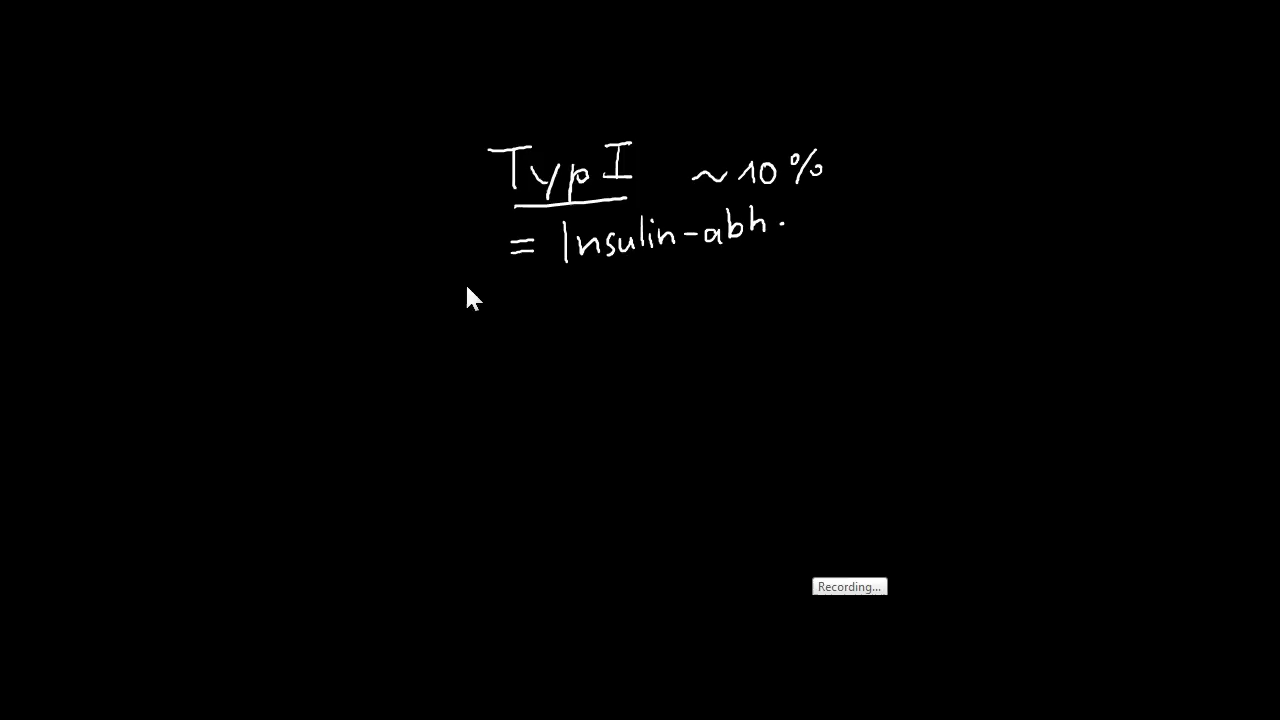 Typ I ~10%
= Insulin-abh.
Recording...